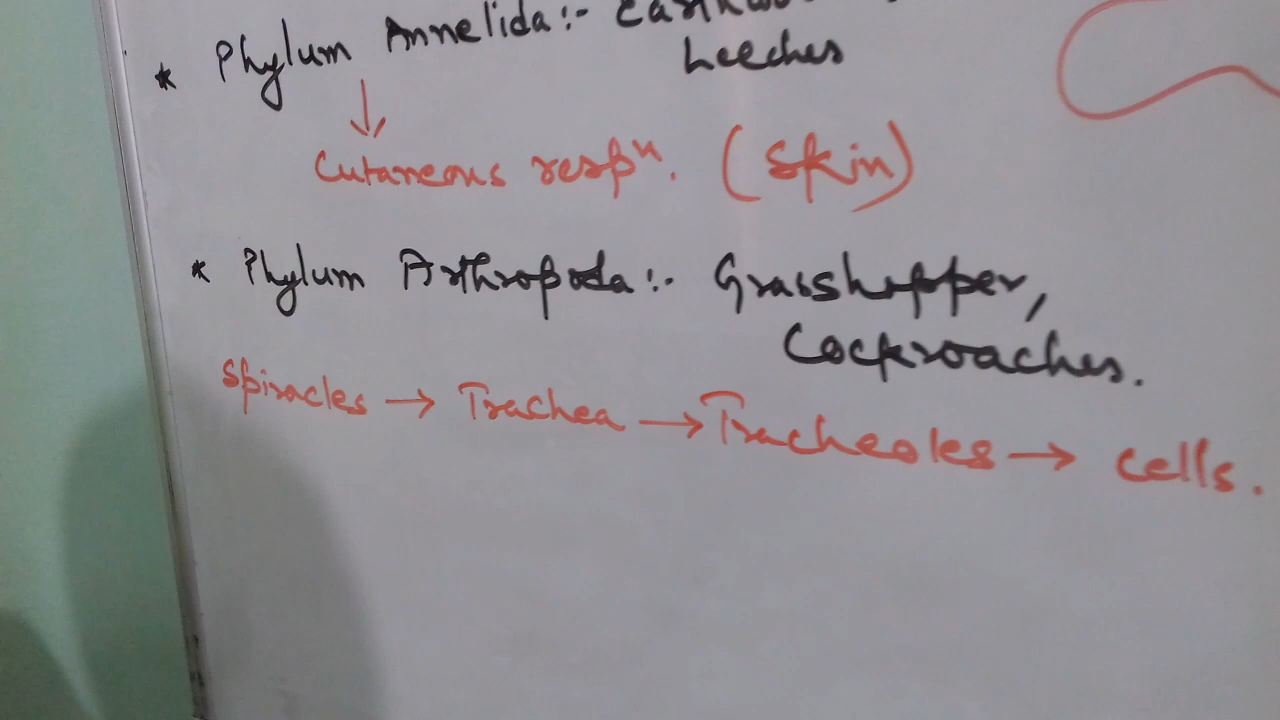 * Phylum Annelida:-
Leeches
↓
Cutaneous respⁿ. (Skin)
* Phylum Arthropoda:- Grasshopper,
Cockroaches.
Spiracles → Trachea → Tracheoles → cells.